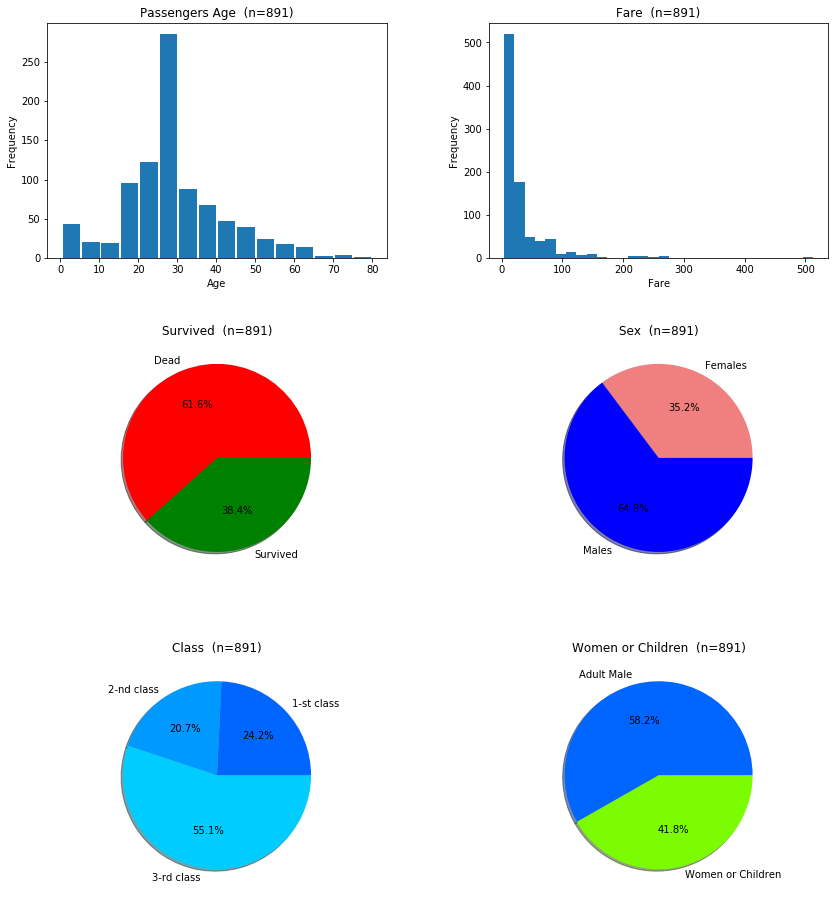 Passengers Age  (n=891)
Frequency
250
200
150
100
50
0
0 10 20 30 40 50 60 70 80
Age
Fare  (n=891)
Frequency
500
400
300
200
100
0
0 100 200 300 400 500
Fare
Survived  (n=891)
Dead
61.6%
38.4%
Survived
Sex  (n=891)
Females
35.2%
64.8%
Males
Class  (n=891)
2-nd class
1-st class
20.7%
24.2%
55.1%
3-rd class
Women or Children  (n=891)
Adult Male
58.2%
41.8%
Women or Children